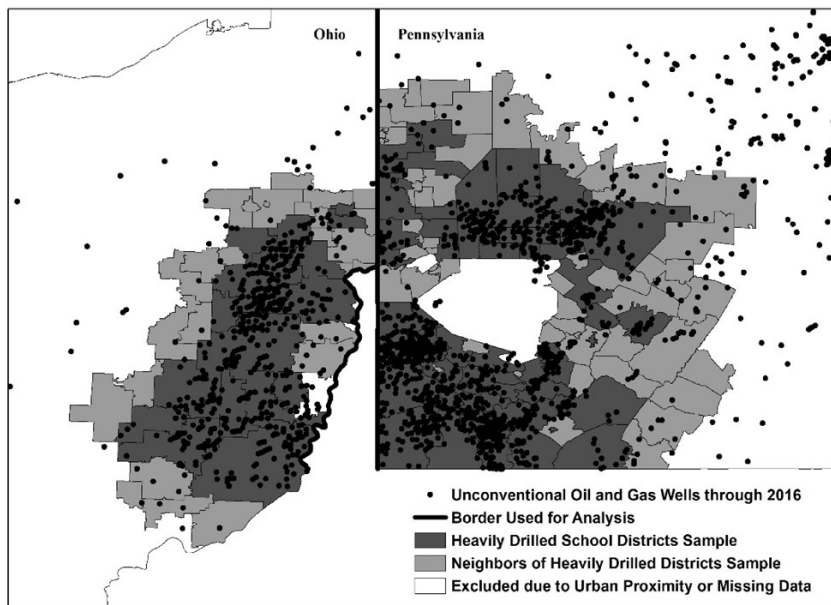 Ohio
Pennsylvania
Unconventional Oil and Gas Wells through 2016
Border Used for Analysis
Heavily Drilled School Districts Sample
Neighbors of Heavily Drilled Districts Sample
Excluded due to Urban Proximity or Missing Data